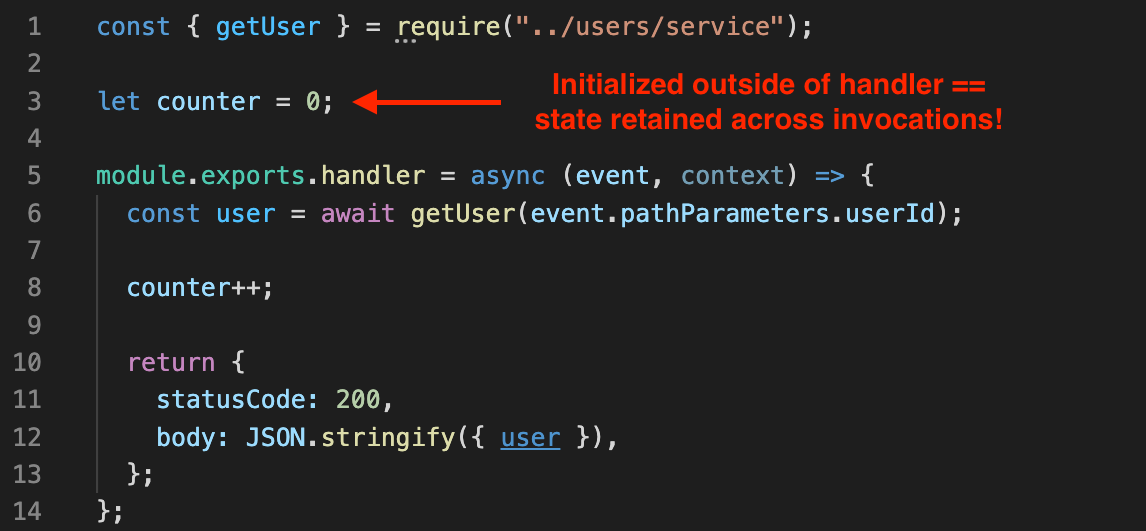 1 const { getUser } = require("../users/service");
2
3 let counter = 0;
Initialized outside of handler ==
state retained across invocations!
4
5 module.exports.handler = async (event, context) => {
6 const user = await getUser(event.pathParameters.userId);
7
8 counter++;
9
10 return {
11 statusCode: 200,
12 body: JSON.stringify({ user }),
13 };
14 };